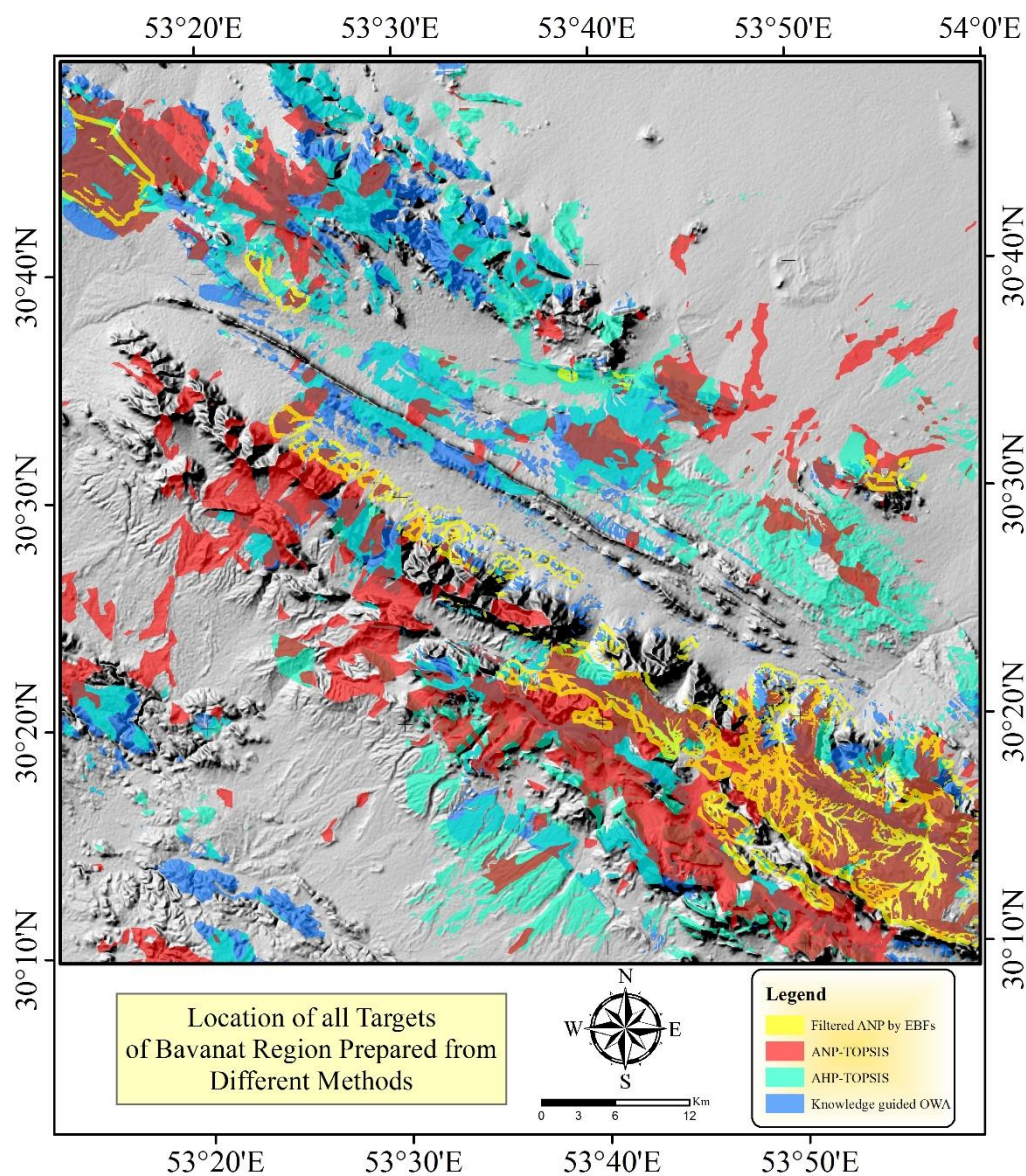 53°20'E 53°30'E 53°40'E 53°50'E 54°0'E
30°40'N 30°40'N
30°30'N 30°30'N
30°20'N 30°20'N
30°10'N 30°10'N
Location of all Targets
of Bavanat Region Prepared from
Different Methods
N
W E
S
Km
0 3 6 12
Legend
Filtered ANP by EBFs
ANP-TOPSIS
AHP-TOPSIS
Knowledge guided OWA
53°20'E 53°30'E 53°40'E 53°50'E